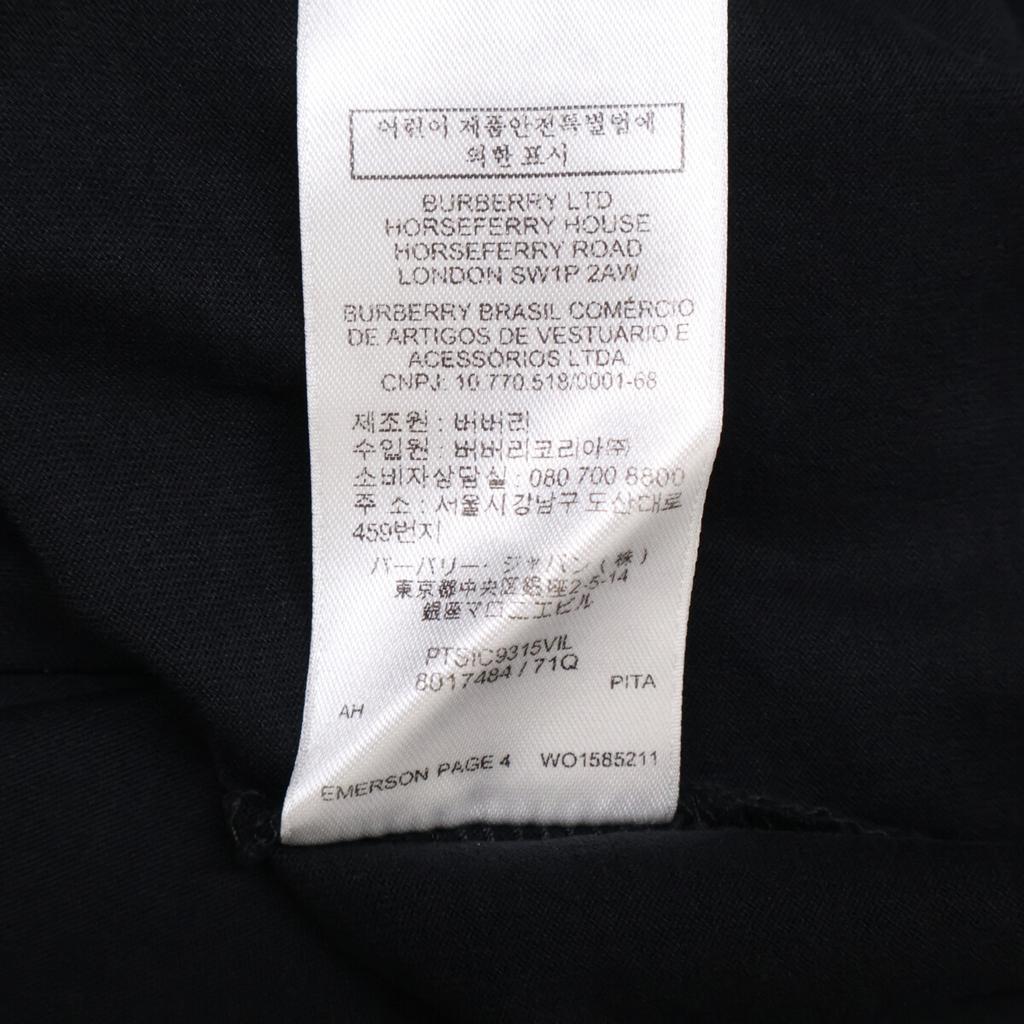 어린이 제품안전특별법에
의한 표시
BURBERRY LTD
HORSEFERRY HOUSE
HORSEFERRY ROAD
LONDON SW1P 2AW
BURBERRY BRASIL COMÉRCIO
DE ARTIGOS DE VESTUÁRIO E
ACESSÓRIOS LTDA
CNPJ: 10.770.518/0001-68
제조원 : 버버리
수입원 : 버버리코리아㈜
소비자상담실 : 080 700 8800
주 소 : 서울시강남구 도산대로
459번지
バーバリー・ジャパン(株)
東京都中央区銀座2-5-14
銀座マロニエビル
PTSIC9315VIL
8017484 / 71Q
PITA
AH
EMERSON PAGE 4 WO1585211